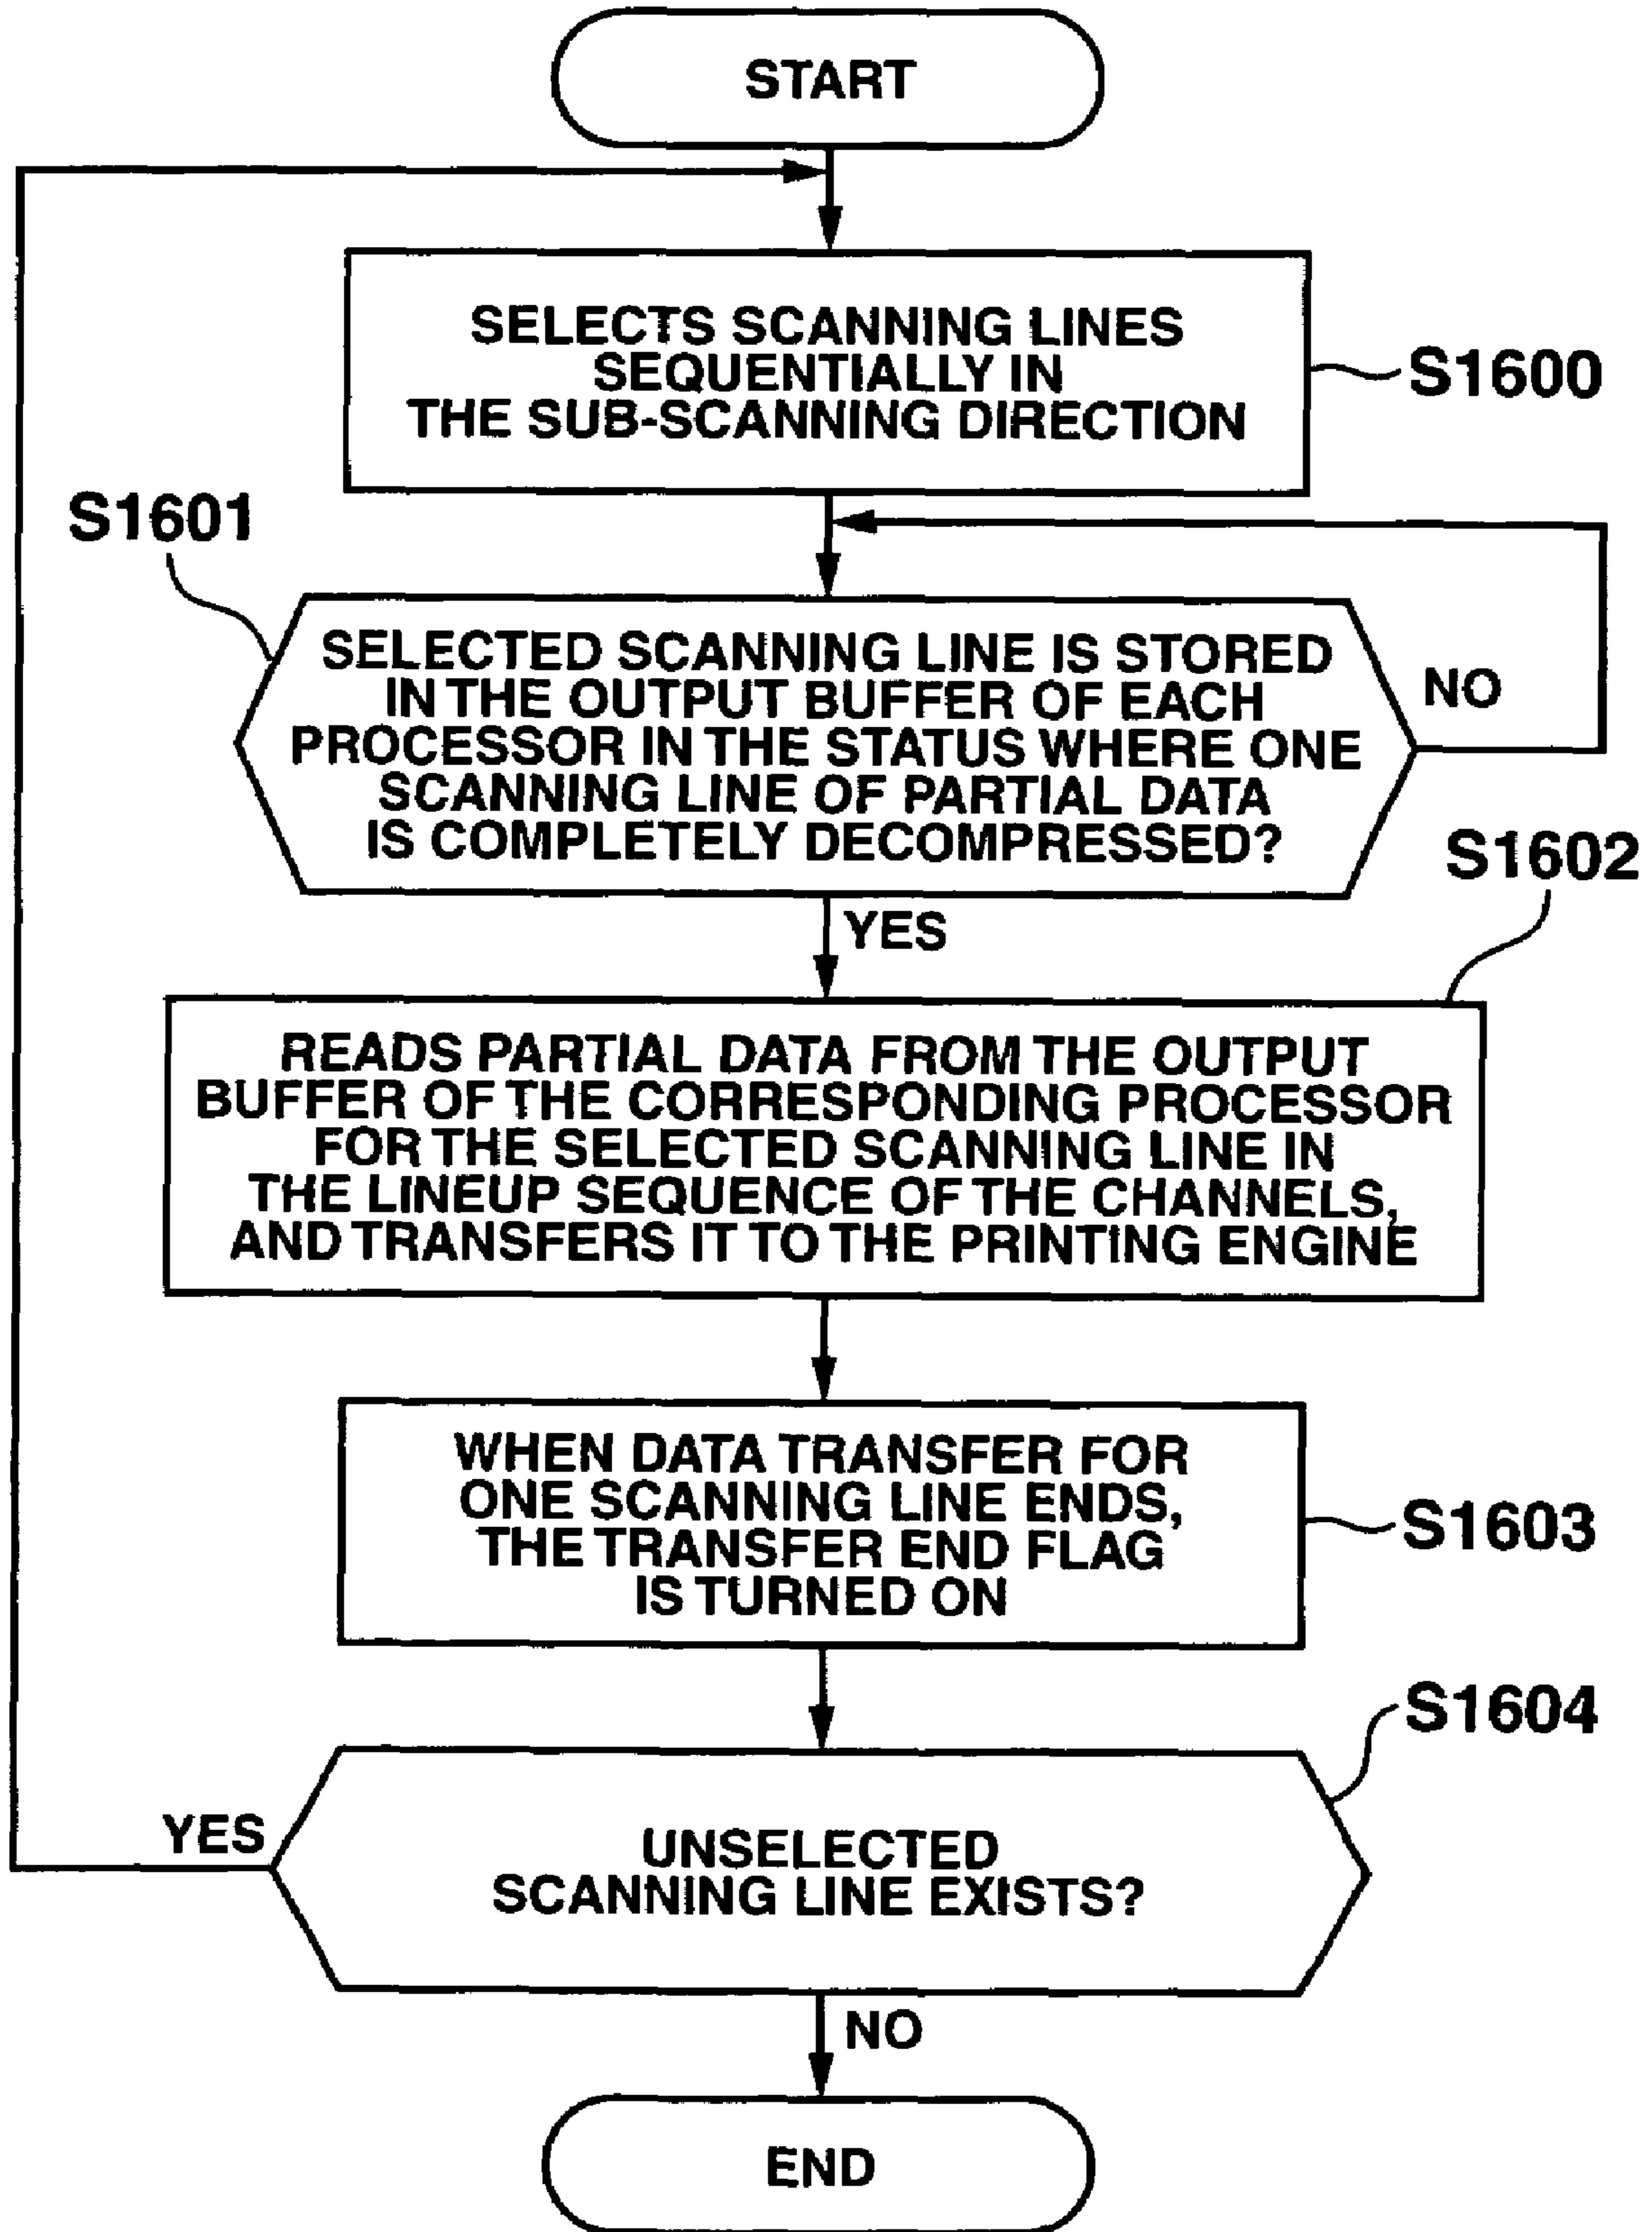 START
SELECTS SCANNING LINES
SEQUENTIALLY IN
THE SUB-SCANNING DIRECTION
S1600
S1601
SELECTED SCANNING LINE IS STORED
IN THE OUTPUT BUFFER OF EACH
PROCESSOR IN THE STATUS WHERE ONE
SCANNING LINE OF PARTIAL DATA
IS COMPLETELY DECOMPRESSED?
NO
YES
S1602
READS PARTIAL DATA FROM THE OUTPUT
BUFFER OF THE CORRESPONDING PROCESSOR
FOR THE SELECTED SCANNING LINE IN
THE LINEUP SEQUENCE OF THE CHANNELS,
AND TRANSFERS IT TO THE PRINTING ENGINE
WHEN DATA TRANSFER FOR
ONE SCANNING LINE ENDS,
THE TRANSFER END FLAG
IS TURNED ON
S1603
S1604
YES
UNSELECTED
SCANNING LINE EXISTS?
NO
END